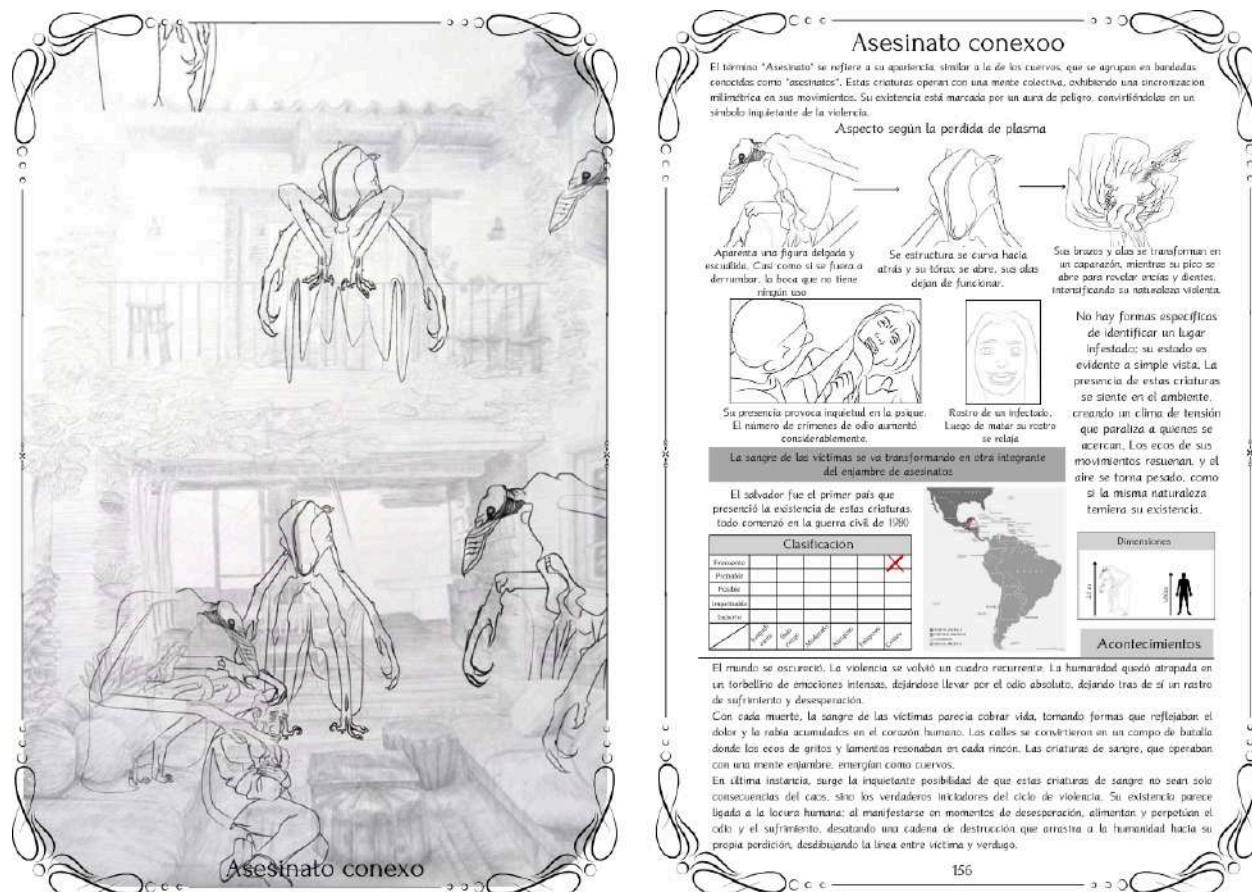 Asesinato conexo
Asesinato conexoo
El término "Asesinato" se refiere a su apariencia, similar a la de los cuervos, que se agrupan en bandadas
conocidas como "asesinatos". Estas criaturas operan con una mente colectiva, exhibiendo una sincronización
milimétrica en sus movimientos. Su existencia está marcada por un aura de peligro, convirtiéndolas en un
símbolo inquietante de la violencia.
Aspecto según la perdida de plasma
Aparenta una figura delgada y
escuálida, Casi como si se fuera a
derrumbar, la boca que no tiene
ningún uso
Se estructura se curva hacia
atrás y su tórax se abre, sus alas
dejan de funcionar.
Sus brazos y alas se transforman en
un caparazón, mientras su pico se
abre para revelar encías y dientes,
intensificando su naturaleza violenta.
Su presencia provoca inquietud en la psique.
El número de crímenes de odio aumentó
considerablemente.
Rostro de un infectado.
Luego de matar su rostro
se relaja
No hay formas específicas
de identificar un lugar
infestado; su estado es
evidente a simple vista. La
presencia de estas criaturas
se siente en el ambiente,
creando un clima de tensión
que paraliza a quienes se
acercan. Los ecos de sus
movimientos resuenan, y el
aire se torna pesado, como
si la misma naturaleza
temiera su existencia.
La sangre de las víctimas se va transformando en otro integrante
del enjambre de asesinatos
El salvador fue el primer país que
presenció la existencia de estas criaturas,
todo comenzó en la guerra civil de 1980
Clasificación
Frecuente
Probable
Posible
Improbable
Moderado
Dimensiones
Acontecimientos
El mundo se oscureció. La violencia se volvió un cuadro recurrente. La humanidad quedó atrapada en
un torbellino de emociones intensas, dejándose llevar por el odio absoluto, dejando tras de sí un rastro
de sufrimiento y desesperación.
Con cada muerte, la sangre de las víctimas parecía cobrar vida, tomando formas que reflejaban el
dolor y la rabia acumulados en el corazón humano. Las calles se convirtieron en un campo de batalla
donde los ecos de gritos y lamentos resonaban en cada rincón. Las criaturas de sangre, que operaban
con una mente enjambre, emergían como cuervos.
En última instancia, surge la inquietante posibilidad de que estas criaturas de sangre no sean solo
consecuencias del caos, sino los verdaderos iniciadores del ciclo de violencia. Su existencia parece
ligada a la locura humana; al manifestarse en momentos de desesperación, alimentan y perpetúan el
odio y el sufrimiento, desatando una cadena de destrucción que arrastra a la humanidad hacia su
propia perdición, desdibujando la línea entre víctima y verdugo.
156